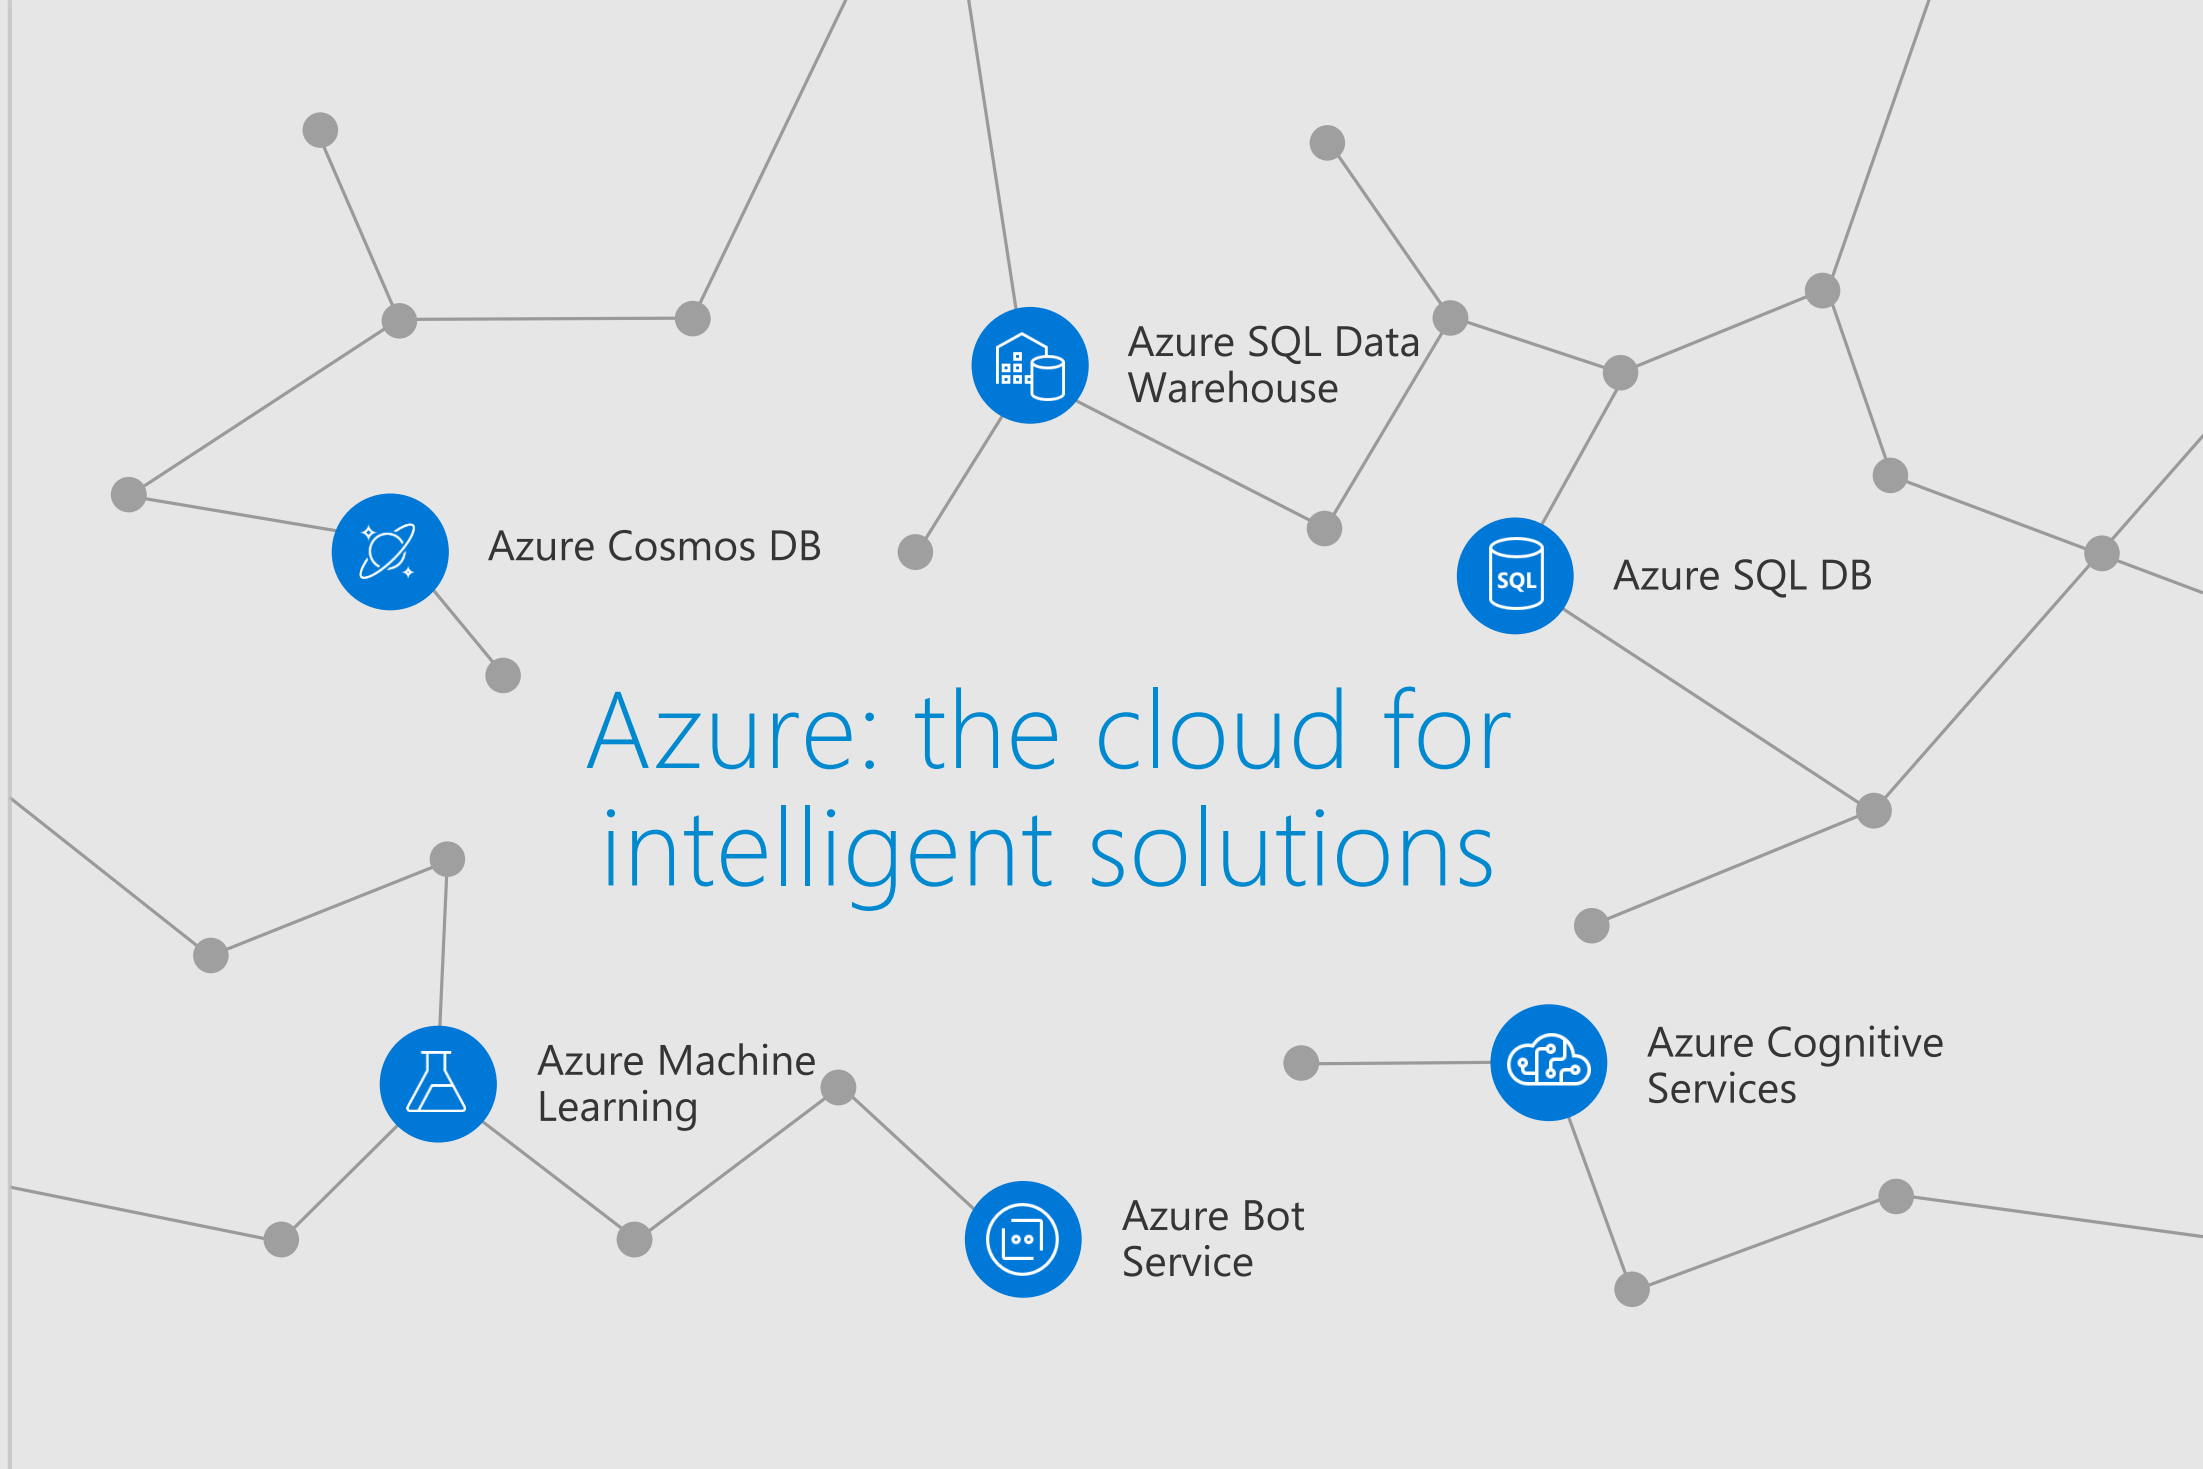 Azure SQL Data
Warehouse
Azure Cosmos DB
SQL
Azure SQL DB
Azure: the cloud for
intelligent solutions
Azure Machine
Learning
Azure Cognitive
Services
Azure Bot
Service